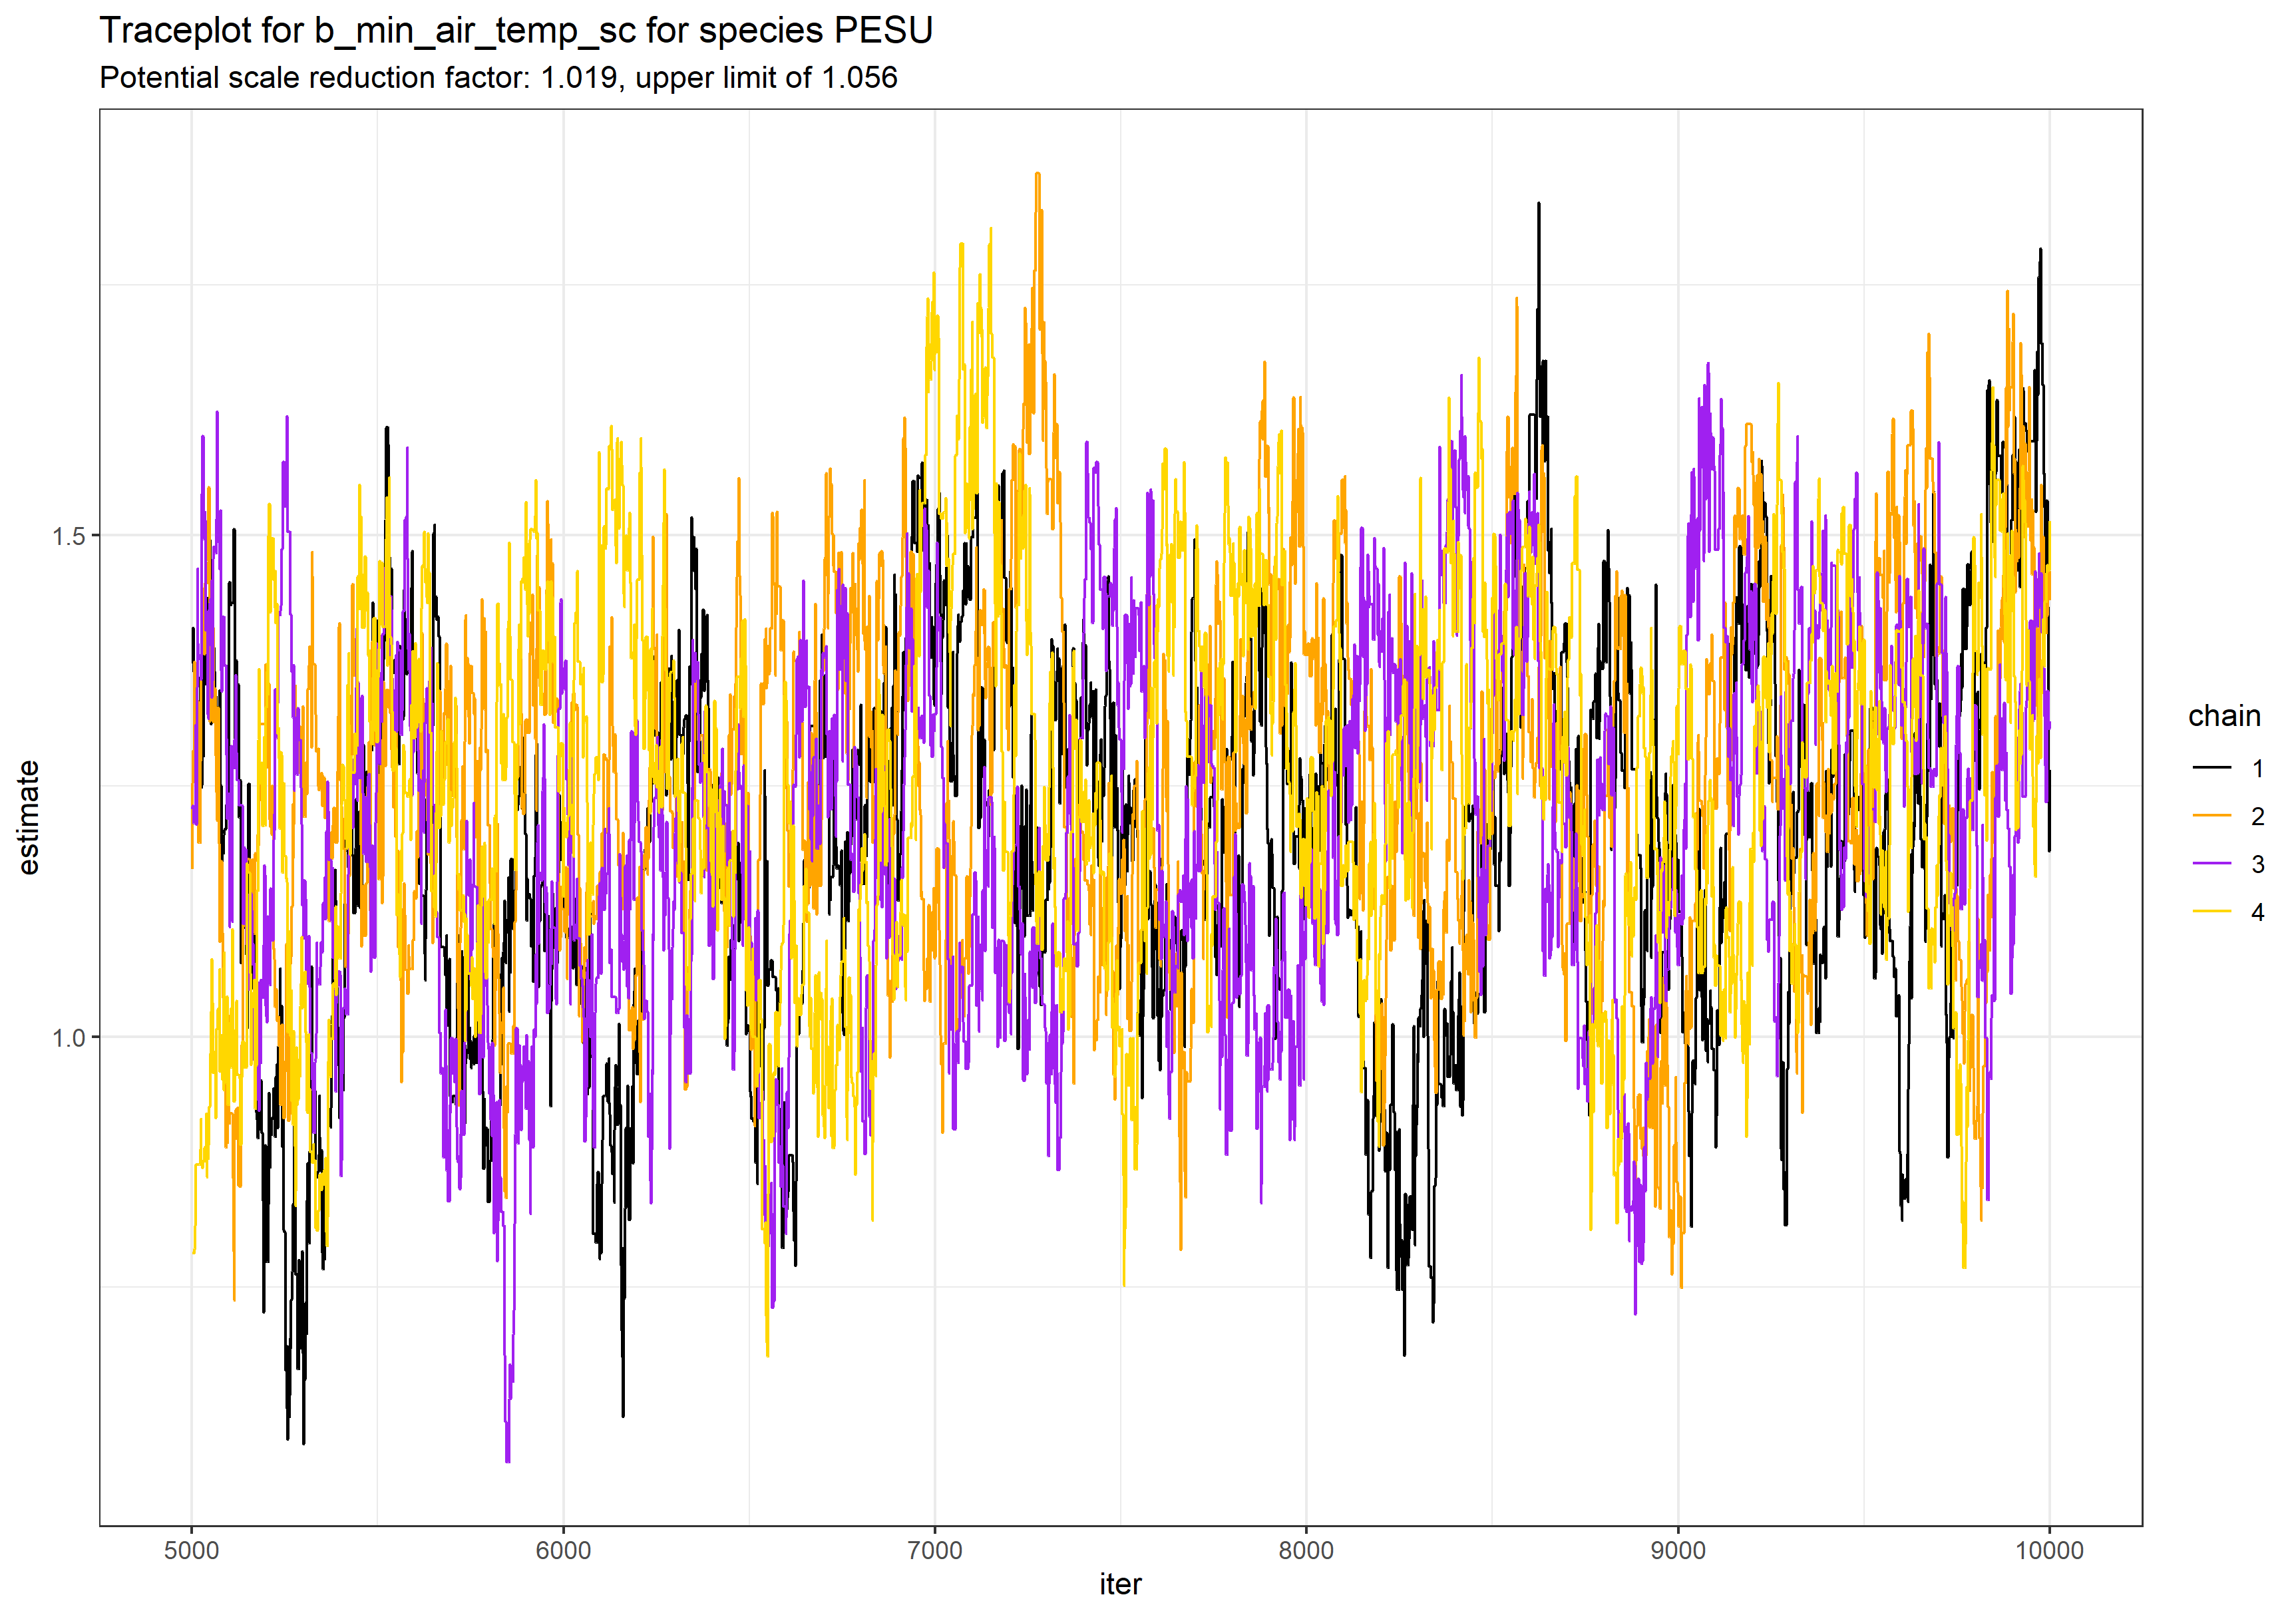 Traceplot for b_min_air_temp_sc for species PESU
Potential scale reduction factor: 1.019, upper limit of 1.056
estimate
1.5
1.0
5000
6000
7000
8000
9000
10000
iter
chain
1
2
3
4